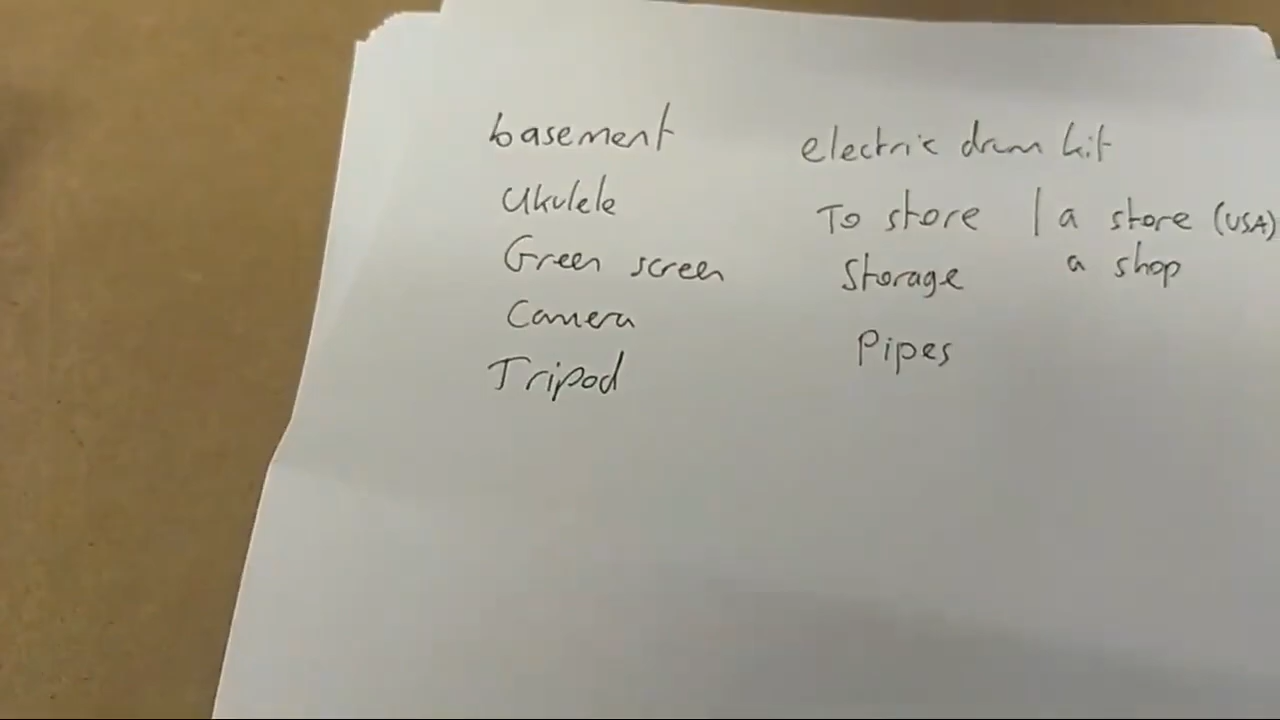 basement
Ukulele
Green screen
Camera
Tripod
electric drum kit
To store | a store (USA)
a shop
Storage
Pipes